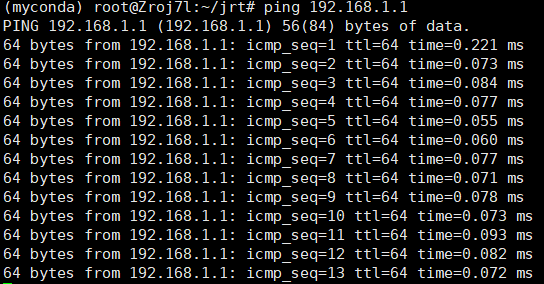 (myconda) root@Zroj7l:~/jrt# ping 192.168.1.1
PING 192.168.1.1 (192.168.1.1) 56(84) bytes of data.
64 bytes from 192.168.1.1: icmp_seq=1 ttl=64 time=0.221 ms
64 bytes from 192.168.1.1: icmp_seq=2 ttl=64 time=0.073 ms
64 bytes from 192.168.1.1: icmp_seq=3 ttl=64 time=0.084 ms
64 bytes from 192.168.1.1: icmp_seq=4 ttl=64 time=0.077 ms
64 bytes from 192.168.1.1: icmp_seq=5 ttl=64 time=0.055 ms
64 bytes from 192.168.1.1: icmp_seq=6 ttl=64 time=0.060 ms
64 bytes from 192.168.1.1: icmp_seq=7 ttl=64 time=0.077 ms
64 bytes from 192.168.1.1: icmp_seq=8 ttl=64 time=0.071 ms
64 bytes from 192.168.1.1: icmp_seq=9 ttl=64 time=0.078 ms
64 bytes from 192.168.1.1: icmp_seq=10 ttl=64 time=0.073 ms
64 bytes from 192.168.1.1: icmp_seq=11 ttl=64 time=0.093 ms
64 bytes from 192.168.1.1: icmp_seq=12 ttl=64 time=0.082 ms
64 bytes from 192.168.1.1: icmp_seq=13 ttl=64 time=0.072 ms